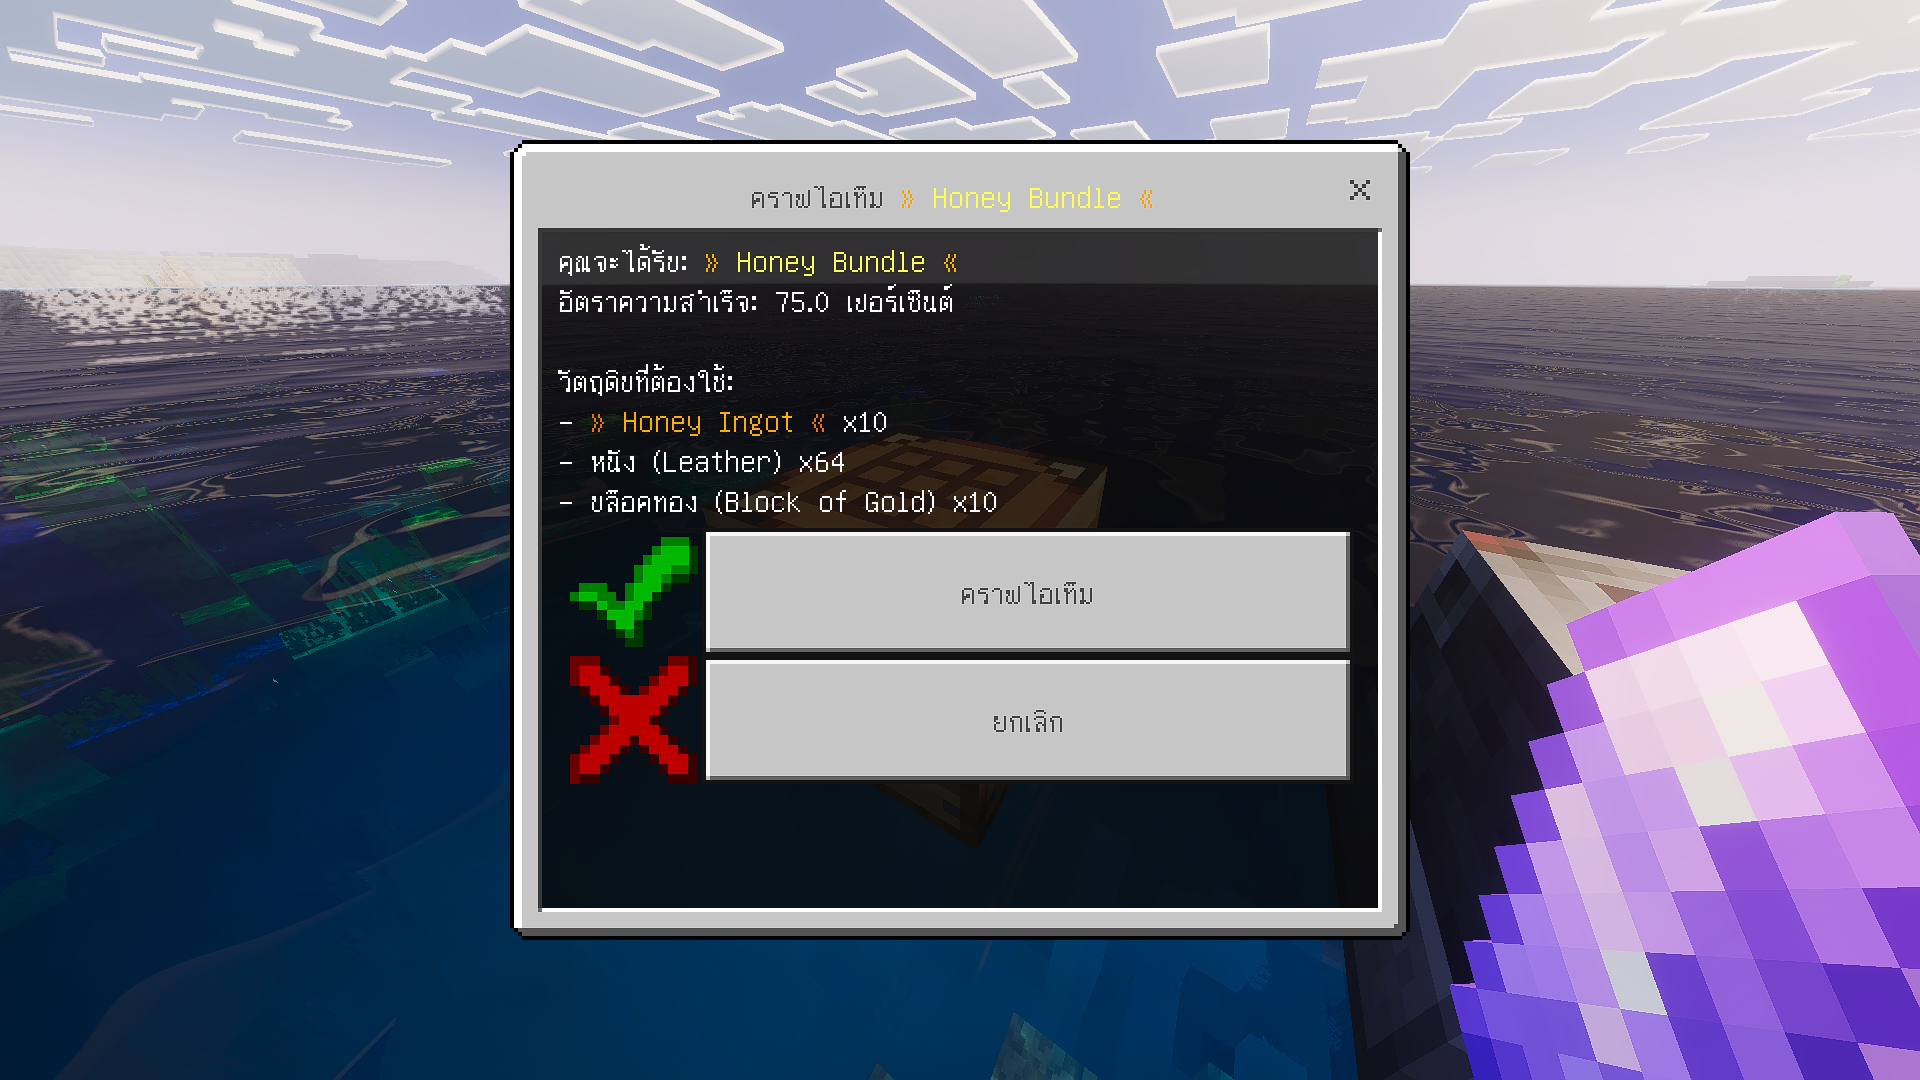 คราฟไอเท็ม » Honey Bundle «
คุณจะได้รับ: » Honey Bundle «
อัตราความสำเร็จ: 75.0 เปอร์เซ็นต์
วัตถุดิบที่ต้องใช้:
- » Honey Ingot « x10
- หนัง (Leather) x64
- บล็อคทอง (Block of Gold) x10
คราฟไอเท็ม
ยกเลิก